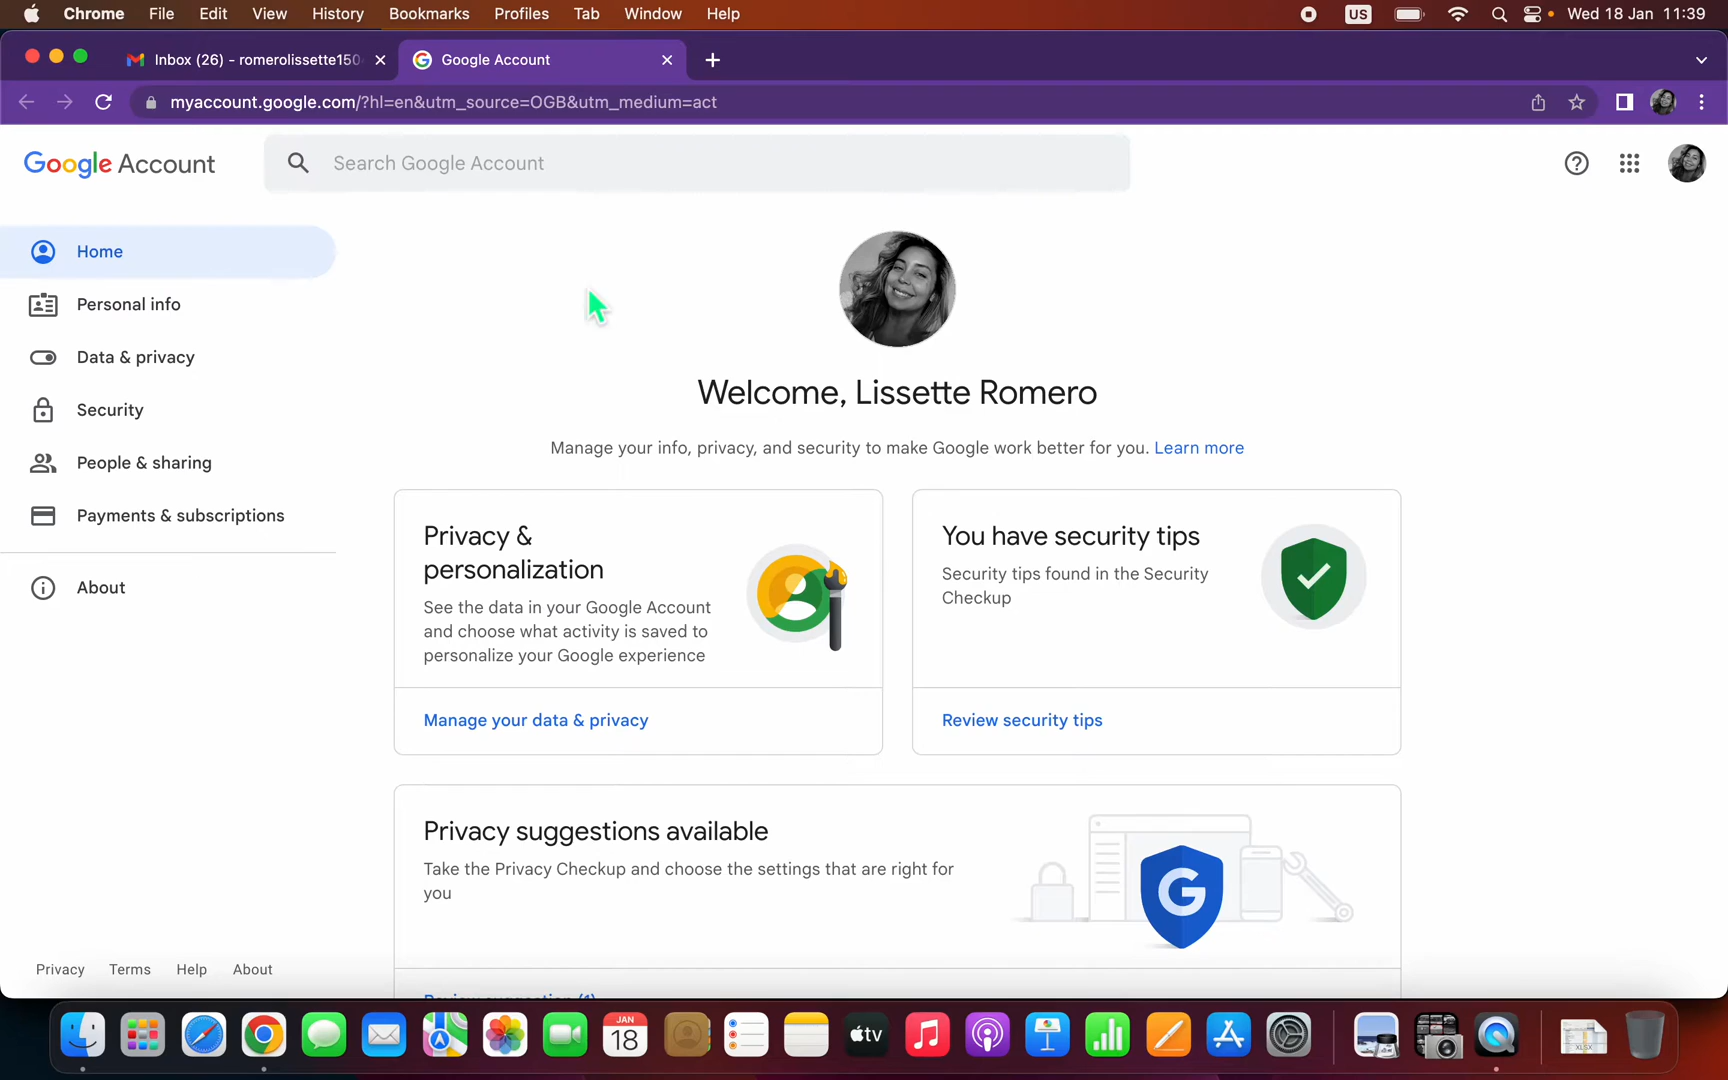 Chrome File Edit View History Bookmarks Profiles Tab Window Help US Wed 18 Jan 11:39
Inbox (26) - romerolissette150 Google Account
myaccount.google.com/?hl=en&utm_source=OGB&utm_medium=act
Google Account Search Google Account
Home
Personal info
Data & privacy
Security
People & sharing
Payments & subscriptions
About
Welcome, Lissette Romero
Manage your info, privacy, and security to make Google work better for you. Learn more
Privacy &
personalization
See the data in your Google Account
and choose what activity is saved to
personalize your Google experience
Manage your data & privacy
You have security tips
Security tips found in the Security
Checkup
Review security tips
Privacy suggestions available
Take the Privacy Checkup and choose the settings that are right for
you
G
Review suggestion (1)
Privacy Terms Help About
JAN
18
tv
XLSX